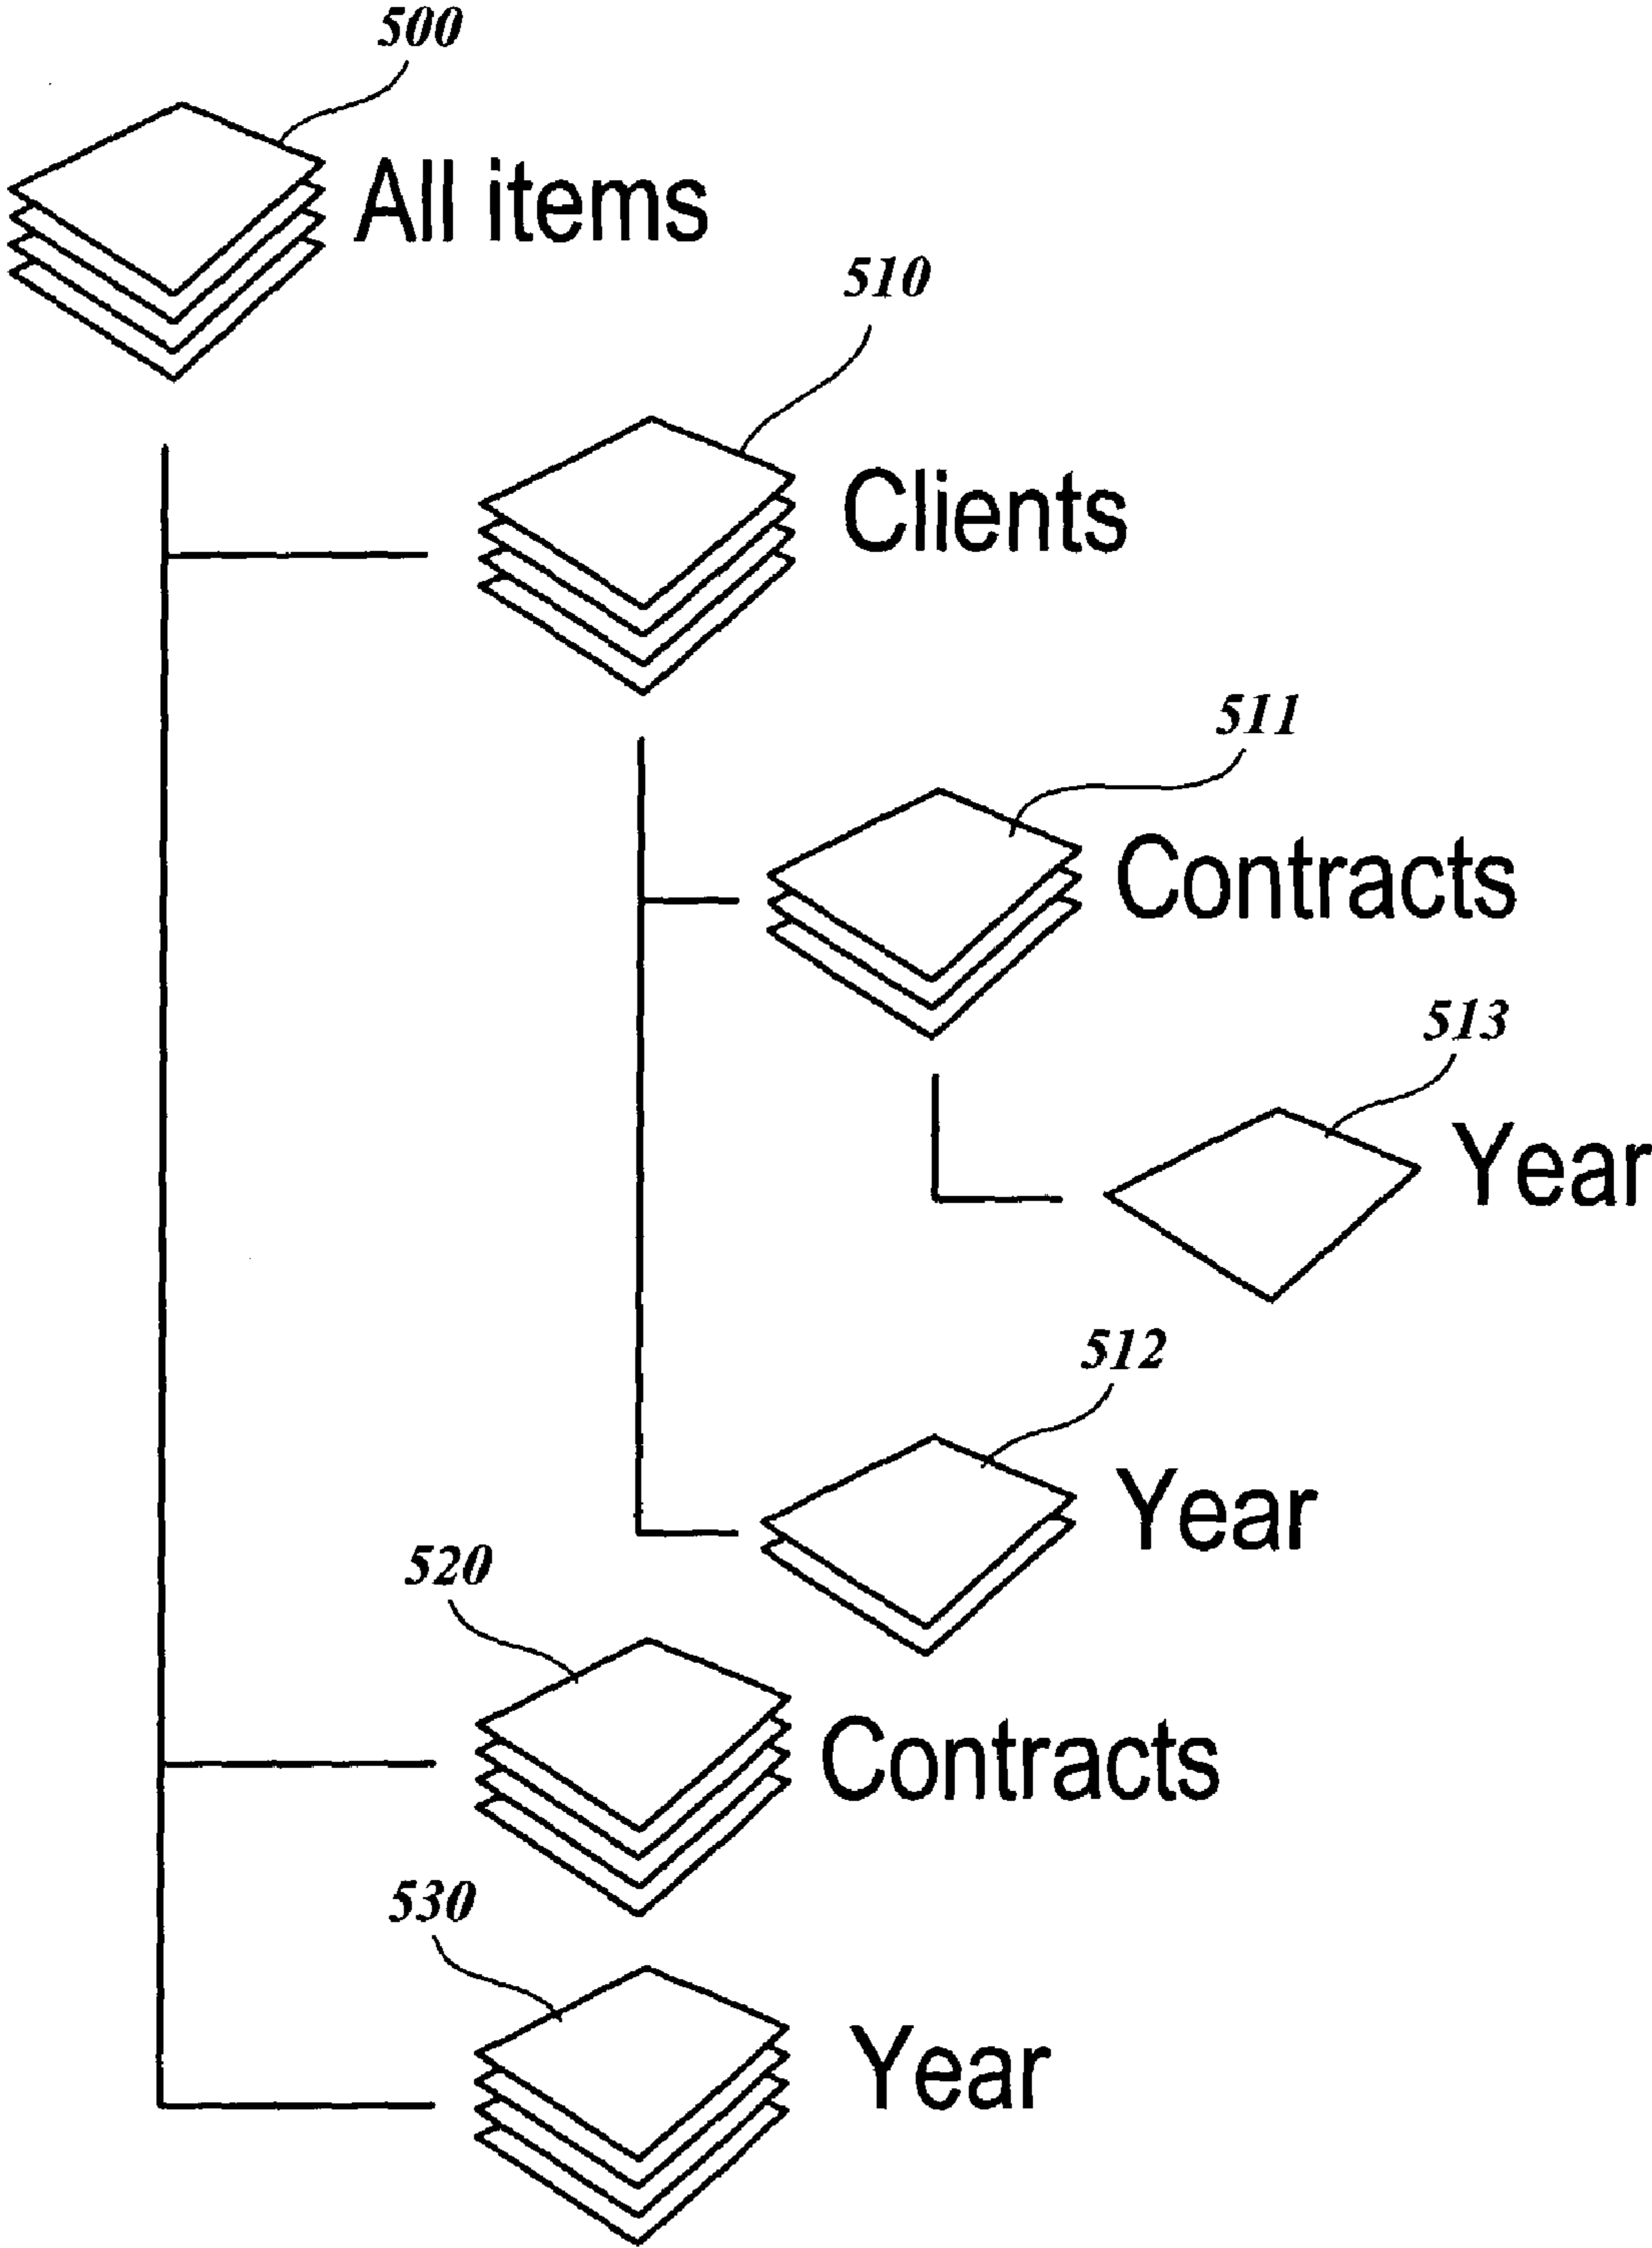 500
All items
510
Clients
511
Contracts
513
Year
512
Year
520
Contracts
530
Year